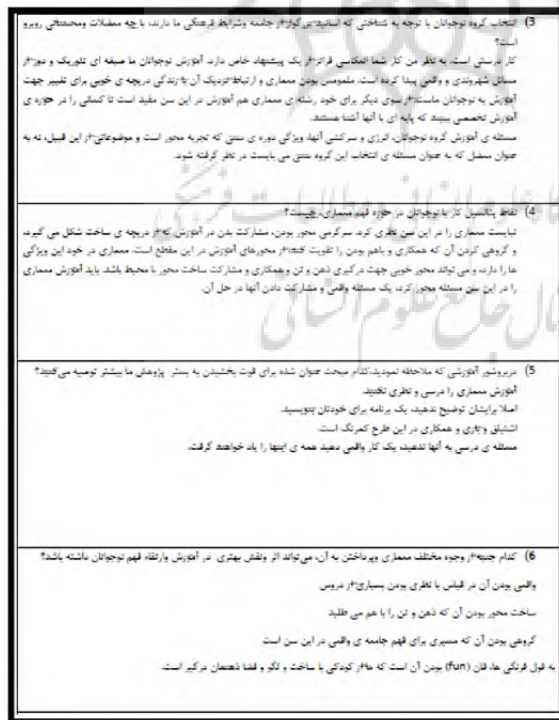 3) انتخاب گروه نوجوانان با توجه به شناختی که اساتید بزرگوار از جامعه وشرایط فرهنگی ما دارند، با چه معضلات ومحسناتی روبرو
است؟
کار درستی است. به نظر من کار شما انعکاسی فراتر از یک پیشنهاد خاص دارد. آموزش نوجوانان ما صبغه ای تئوریک و دور از
مسائل شهروندی و واقعی پیدا کرده است. ملموس بودن معماری و ارتباط نزدیک آن با زندگی دریچه ی خوبی برای تغییر جهت
آموزش به نوجوانان ماست. از سوی دیگر برای خود رشته ی معماری هم آموزش در این سن مفید است تا کسانی را در حوزه ی
آموزش تخصصی ببیند که پایه ای با آنها آشنا هستند.
مسئله ی آموزش گروه نوجوانان، انرژی و سرکشی آنها، ویژگی دوره ی سنی که تجربه محور است و موضوعاتی از این قبیل، نه به
عنوان معضل که به عنوان مسئله ی انتخاب این گروه سنی می بایست در نظر گرفته شود.
4) نقاط پتانسیل کار با نوجوانان در حوزه فهم معماری، چیست؟
نبایست معماری را در این سن نظری کرد. سرگرمی محور بودن، مشارکت بدن در آموزش که از دریچه ی ساخت شکل می گیرد،
و گروهی کردن آن که همکاری و باهم بودن را تقویت کند، از محورهای آموزش در این مقطع است. معماری در خود این ویژگی
ها را دارد، و می تواند محور خوبی جهت درگیری ذهن و تن و همکاری و مشارکت ساخت محور با محیط باشد. باید آموزش معماری
را در این سن مسئله محور کرد، یک مسئله واقعی و مشارکت دادن آنها در حل آن.
5) دربروشور آموزشی که ملاحظه نمودید، کدام مبحث عنوان شده برای قوت بخشیدن به بستر پژوهش ما بیشتر توصیه می کنید؟
آموزش معماری را درسی و نظری نکنید.
اصلا برایشان توضیح ندهید، یک برنامه برای خودتان بنویسید.
اشتیاق و بازی و همکاری در این طرح کمرنگ است.
مسئله ی درسی به آنها ندهید، یک کار واقعی دهید همه ی اینها را یاد خواهند گرفت.
6) کدام جنبه از وجوه مختلف معماری وپرداختن به آن، می تواند اثر ونقش بهتری در آموزش وارتقاء فهم نوجوانان داشته باشد؟
واقعی بودن آن در قیاس با نظری بودن بسیاری از دروس
ساخت محور بودن آن که ذهن و تن را با هم می طلبد
گروهی بودن آن که مسیری برای فهم جامعه ی واقعی در این سن است
به قول فرنگی ها، فان (fun) بودن آن است که ما از کودکی با ساخت و لگو و فضا ذهنمان درگیر است.